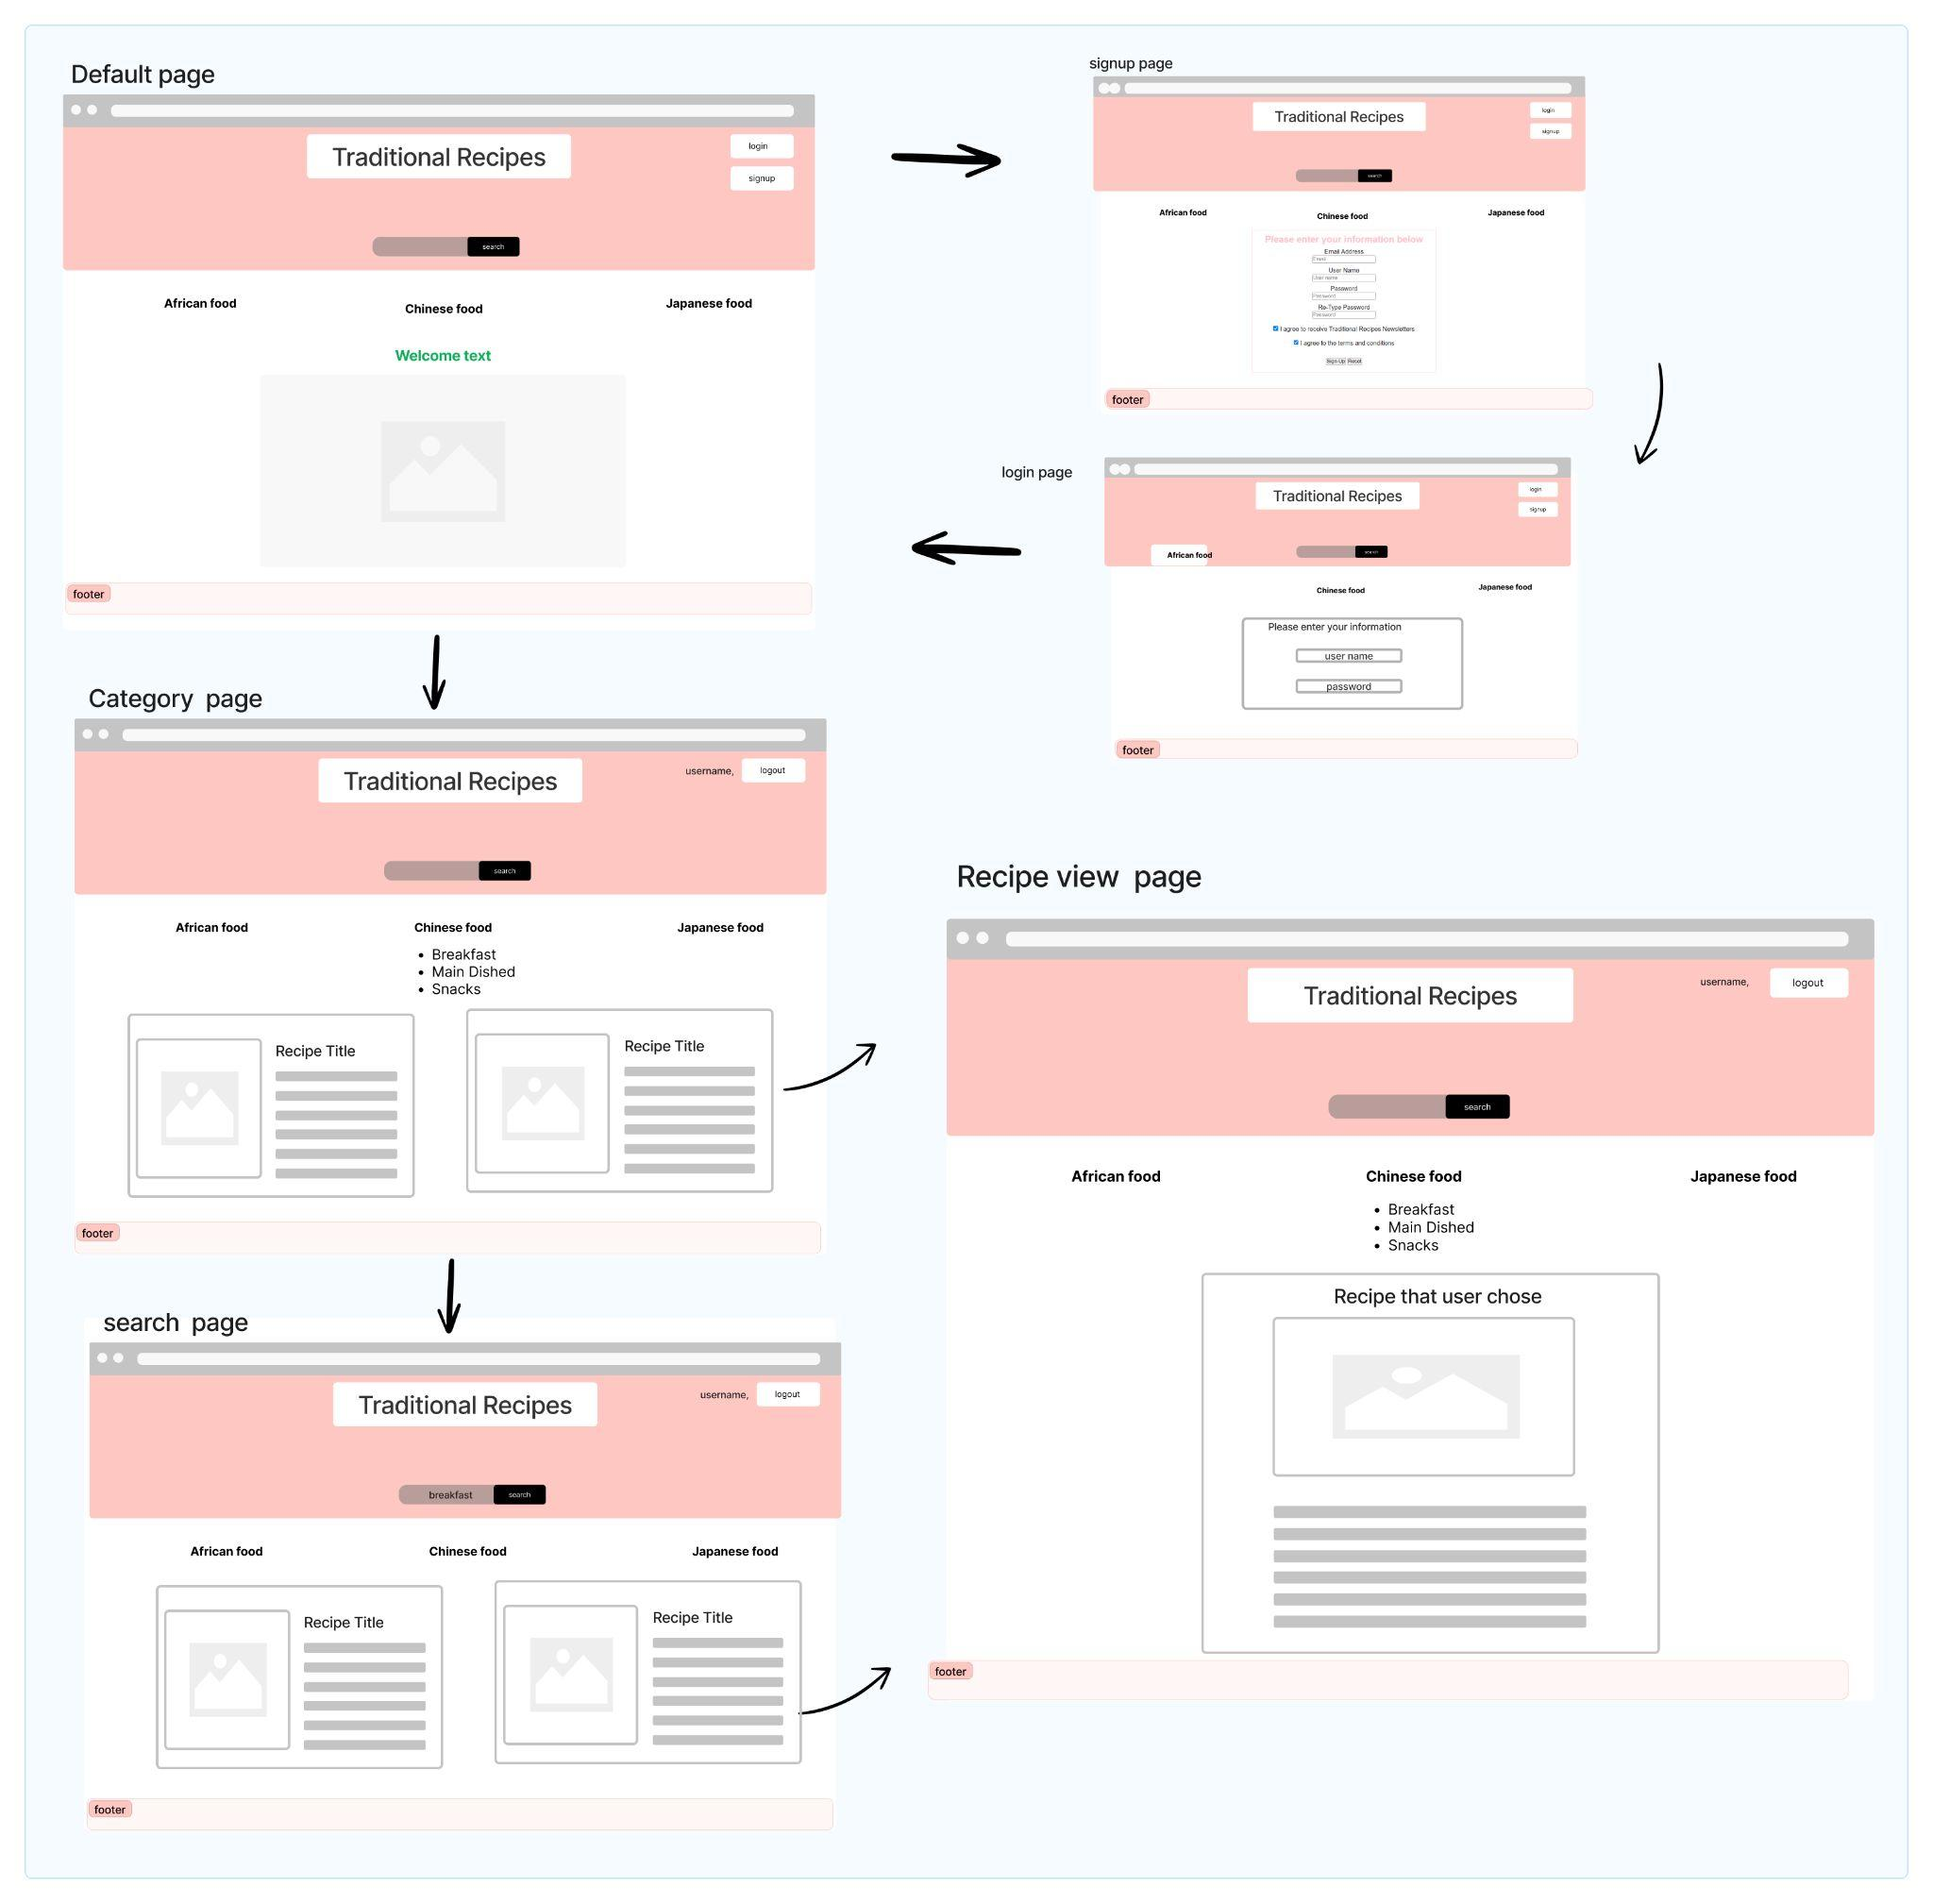 Default page
Traditional Recipes
login
signup
search
African food
Chinese food
Japanese food
Welcome text
footer
signup page
Traditional Recipes
login
signup
search
African food
Chinese food
Japanese food
Please enter your information below
Email Address
Email
User Name
User name
Password
Password
Re-Type Password
Password
I agree to receive Traditional Recipes Newsletters
I agree to the terms and conditions
Sign-Up Reset
footer
login page
Traditional Recipes
login
signup
search
African food
Chinese food
Japanese food
Please enter your information
user name
password
footer
Category page
Traditional Recipes
username,
logout
search
African food
Chinese food
Japanese food
• Breakfast
• Main Dished
• Snacks
Recipe Title
Recipe Title
footer
search page
Traditional Recipes
username,
logout
breakfast
search
African food
Chinese food
Japanese food
Recipe Title
Recipe Title
footer
Recipe view page
Traditional Recipes
username,
logout
search
African food
Chinese food
Japanese food
• Breakfast
• Main Dished
• Snacks
Recipe that user chose
footer